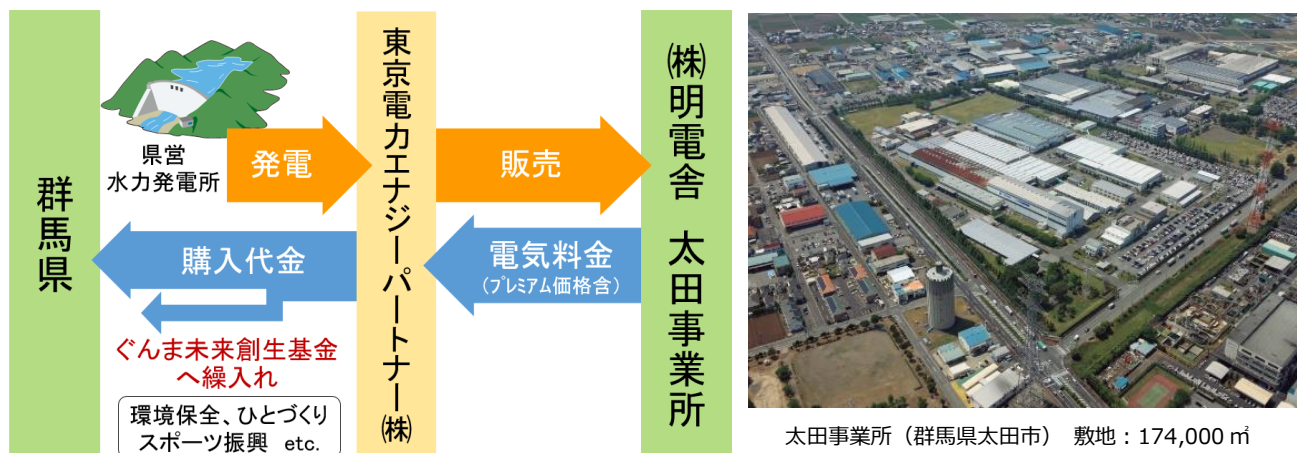 群馬県
県営
水力発電所
発電
購入代金
ぐんま未来創生基金
へ繰入れ
環境保全、ひとづくり
スポーツ振興 etc.
東京電力エナジーパートナー㈱
販売
電気料金
(ﾌﾟﾚﾐｱﾑ価格含)
㈱明電舎 太田事業所
太田事業所（群馬県太田市） 敷地：174,000㎡